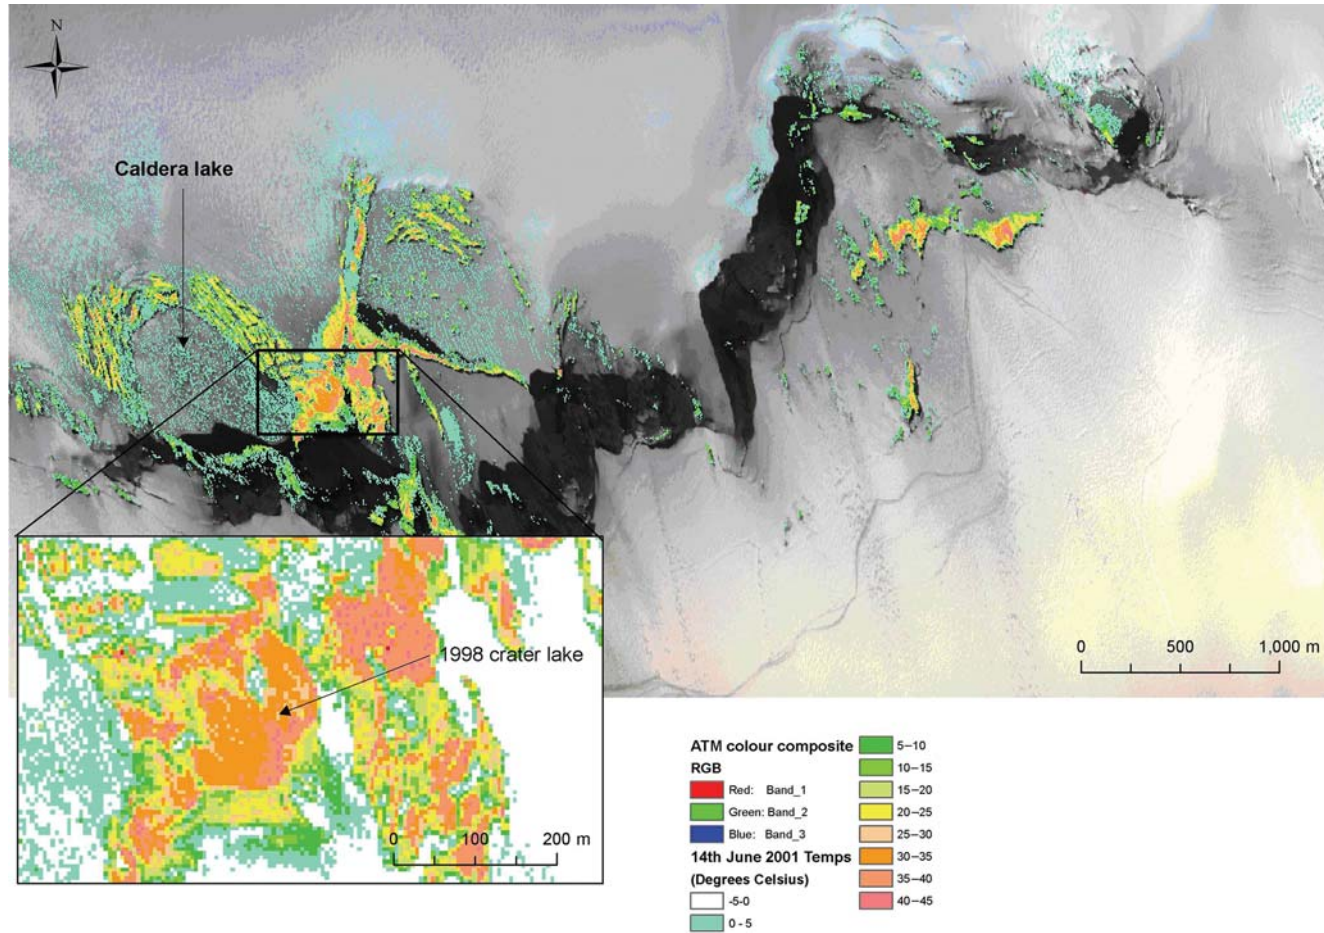 N
Caldera lake
0 500 1,000 m
1998 crater lake
0 100 200 m
ATM colour composite
RGB
Red: Band_1
Green: Band_2
Blue: Band_3
14th June 2001 Temps
(Degrees Celsius)
-5-0
0 - 5
5–10
10–15
15–20
20–25
25–30
30–35
35–40
40–45